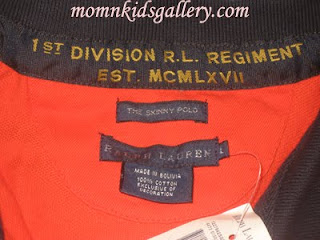 momnkidsgallery.com
1ST DIVISION R.L. REGIMENT
EST. MCMLXVII
THE SKINNY POLO
RALPH LAUREN
L
MADE IN BOLIVIA
100% COTTON
EXCLUSIVE OF
DECORATION